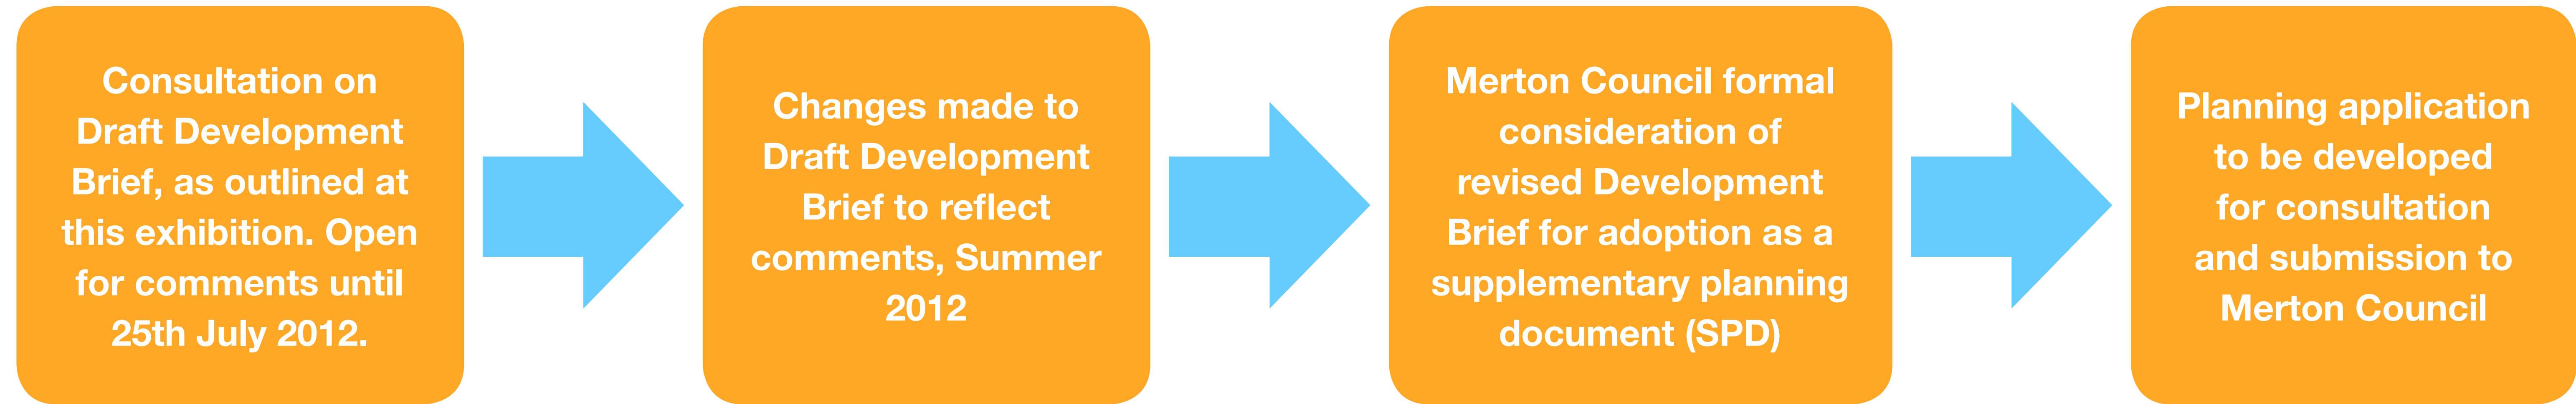 Consultation on
Draft Development
Brief, as outlined at
this exhibition. Open
for comments until
25th July 2012.
Changes made to
Draft Development
Brief to reflect
comments, Summer
2012
Merton Council formal
consideration of
revised Development
Brief for adoption as a
supplementary planning
document (SPD)
Planning application
to be developed
for consultation
and submission to
Merton Council